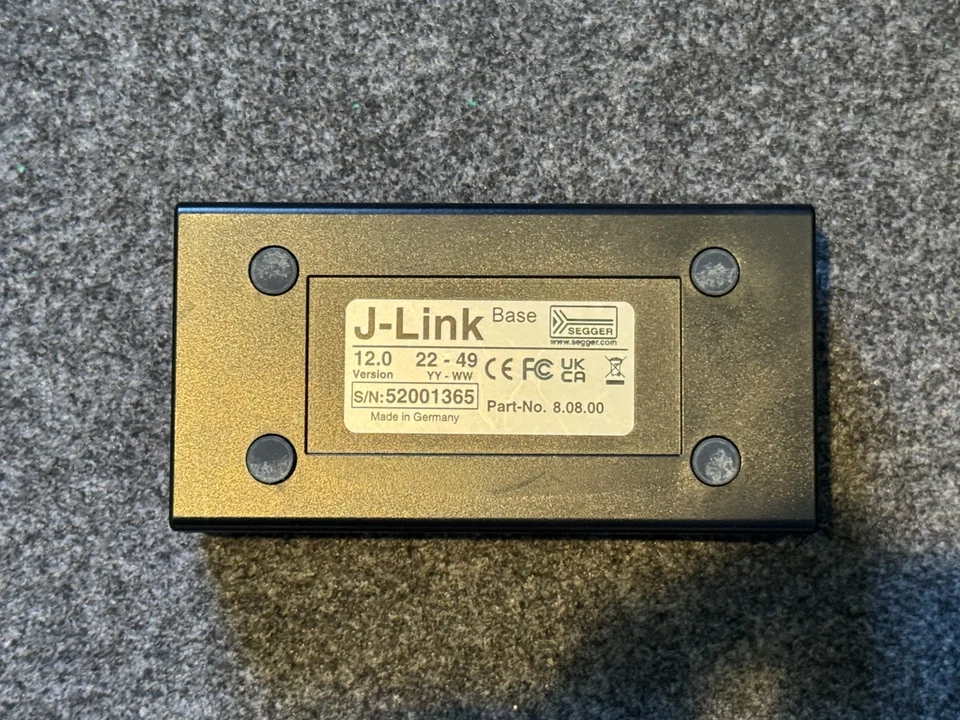 J-Link Base
SEGGER
www.segger.com
12.0 22 - 49
Version YY - WW
CE FC UK CA
S/N: 52001365
Part-No. 8.08.00
Made in Germany